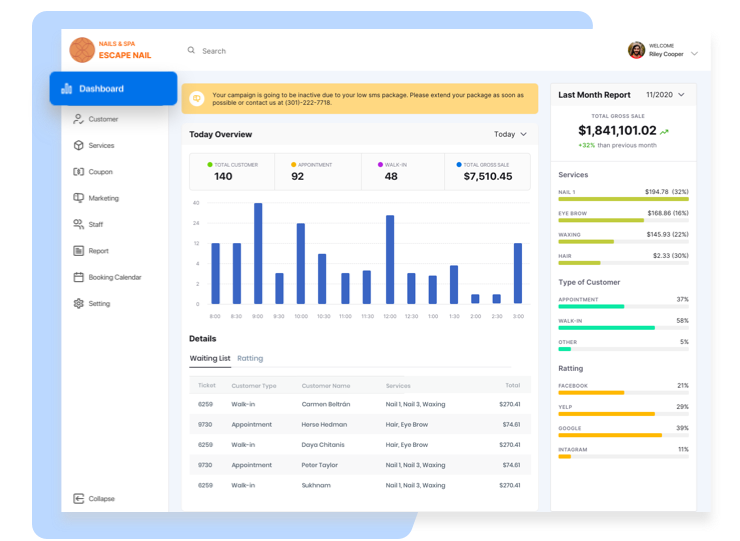 NAILS & SPA
ESCAPE NAIL
Search
WELCOME
Riley Cooper
Dashboard
Customer
Services
Coupon
Marketing
Staff
Report
Booking Calendar
Setting
Collapse
Your campaign is going to be inactive due to your low sms package. Please extend your package as soon as
possible or contact us at (301)-222-7718.
Today Overview
Today
TOTAL CUSTOMER
140
APPOINTMENT
92
WALK-IN
48
TOTAL GROSS SALE
$7,510.45
40
24
12
4
2
0
8:00 8:30 9:00 9:30 10:00 10:30 11:00 11:30 12:00 12:30 1:00 1:30 2:00 2:30 3:00
Details
Waiting List Ratting
Ticket Customer Type Customer Name Services Total
6259 Walk-in Carmen Beltrán Nail 1, Nail 3, Waxing $270.41
9730 Appointment Herse Hedman Hair, Eye Brow $74.61
6259 Walk-in Daya Chitanis Hair, Eye Brow $270.41
9730 Appointment Peter Taylor Nail 1, Nail 3, Waxing $74.61
6259 Walk-in Sukhnam Nail 1, Nail 3, Waxing $270.41
Last Month Report 11/2020
TOTAL GROSS SALE
$1,841,101.02
+32% than previous month
Services
NAIL 1 $194.78 (32%)
EYE BROW $168.86 (16%)
WAXING $145.93 (22%)
HAIR $2.33 (30%)
Type of Customer
APPOINTMENT 37%
WALK-IN 58%
OTHER 5%
Ratting
FACEBOOK 21%
YELP 29%
GOOGLE 39%
INTAGRAM 11%